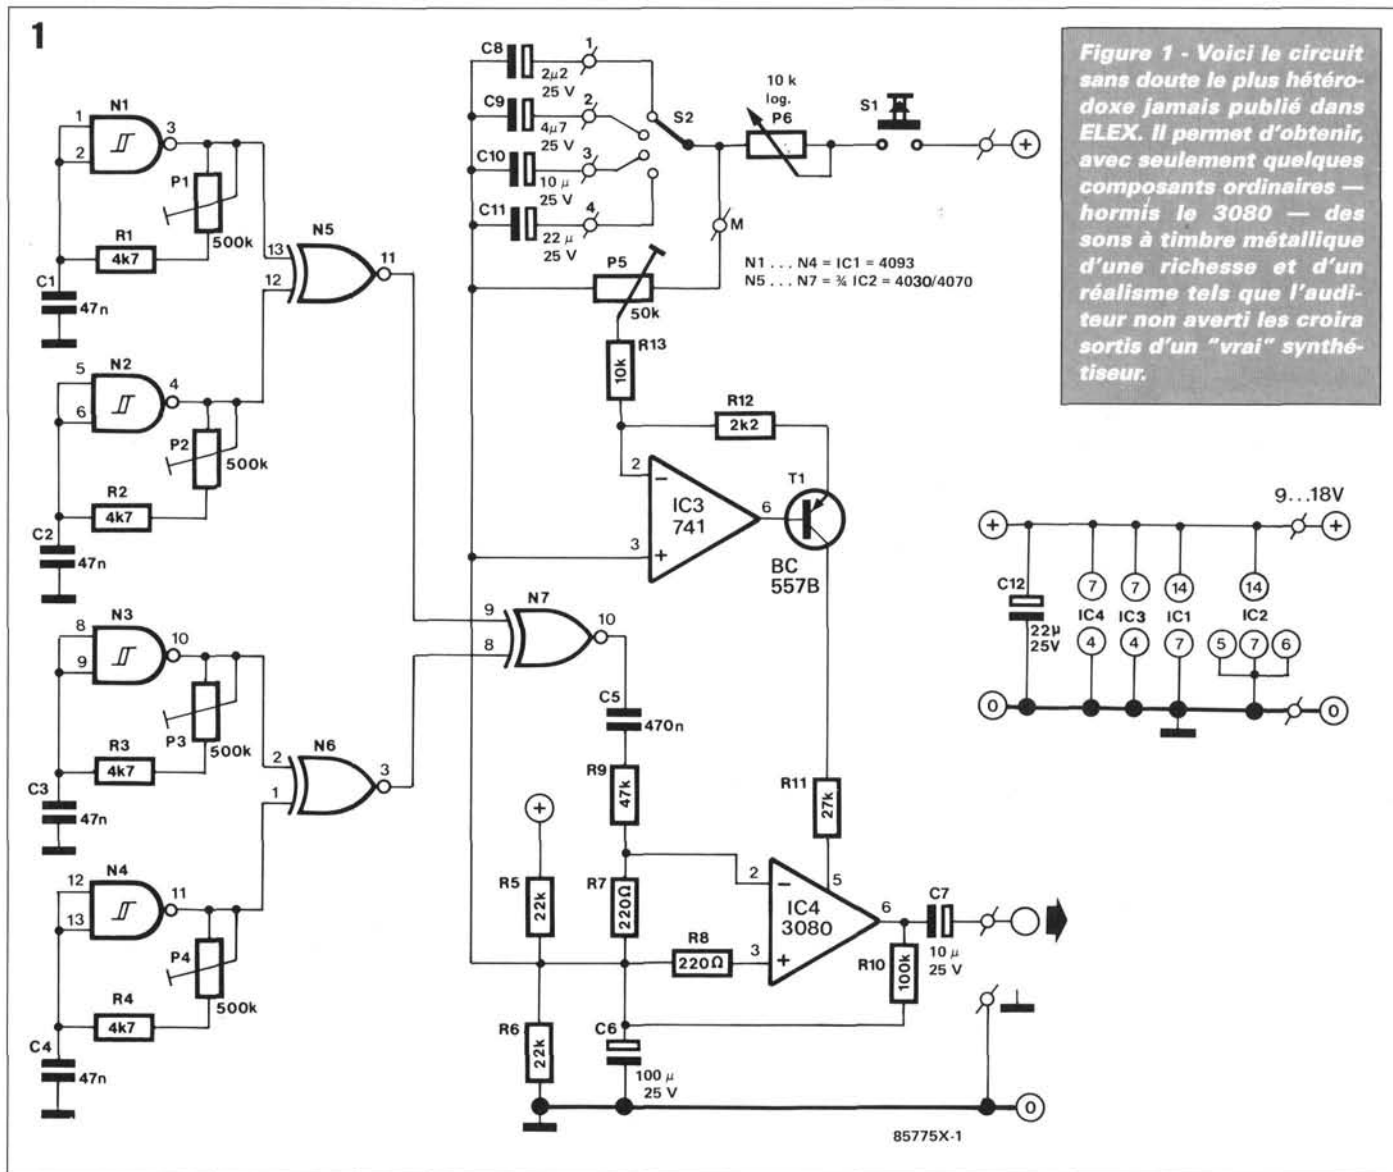 1
Figure 1 - Voici le circuit
sans doute le plus hétéro-
doxe jamais publié dans
ELEX. Il permet d'obtenir,
avec seulement quelques
composants ordinaires —
hormis le 3080 — des
sons à timbre métallique
d'une richesse et d'un
réalisme tels que l'audi-
teur non averti les croira
sortis d'un "vrai" synthé-
tiseur.
N1
1
2
3
P1
500k
R1
4k7
C1
47n
N2
5
6
4
P2
500k
R2
4k7
C2
47n
N3
8
9
10
P3
500k
R3
4k7
C3
47n
N4
12
13
11
P4
500k
R4
4k7
C4
47n
N5
13
12
11
N6
2
1
3
N7
9
8
10
C8
2µ2
25 V
1
C9
4µ7
25 V
2
C10
10 µ
25 V
3
C11
22 µ
25 V
4
S2
10 k
log.
P6
S1
+
M
P5
50k
N1 . . . N4 = IC1 = 4093
N5 . . . N7 = ¾ IC2 = 4030/4070
R13
10k
R12
2k2
2
−
IC3
741
3
+
6
T1
BC
557B
C5
470n
R9
47k
R11
27k
+
R5
22k
R7
220Ω
R8
220Ω
2
−
IC4
3080
3
+
5
6
C7
10 µ
25 V
R10
100k
R6
22k
C6
100 µ
25 V
0
85775X-1
9...18V
+
+
C12
22µ
25V
7
IC4
4
7
IC3
4
14
IC1
7
14
IC2
5
7
6
0
0